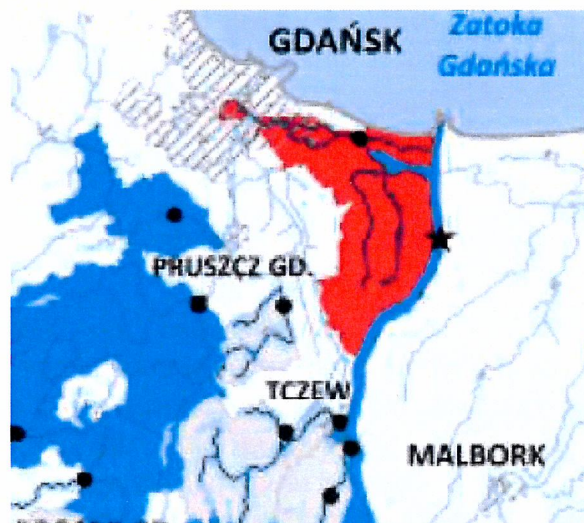 GDAŃSK
Zatoka
Gdańska
PRUSZCZ GD.
TCZEW
MALBORK